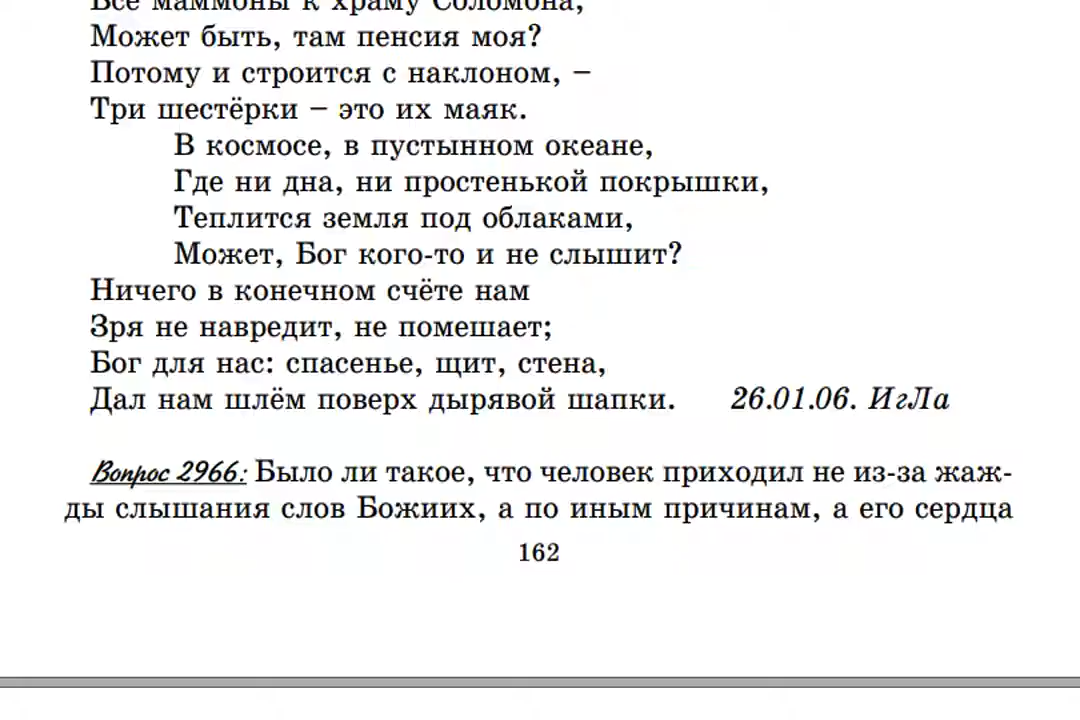 Все маммоны к храму Соломона,
Может быть, там пенсия моя?
Потому и строится с наклоном, –
Три шестёрки – это их маяк.
В космосе, в пустынном океане,
Где ни дна, ни простенькой покрышки,
Теплится земля под облаками,
Может, Бог кого-то и не слышит?
Ничего в конечном счёте нам
Зря не навредит, не помешает;
Бог для нас: спасенье, щит, стена,
Дал нам шлём поверх дырявой шапки. 26.01.06. ИгЛа
Вопрос 2966: Было ли такое, что человек приходил не из-за жаж-
ды слышания слов Божиих, а по иным причинам, а его сердца
162